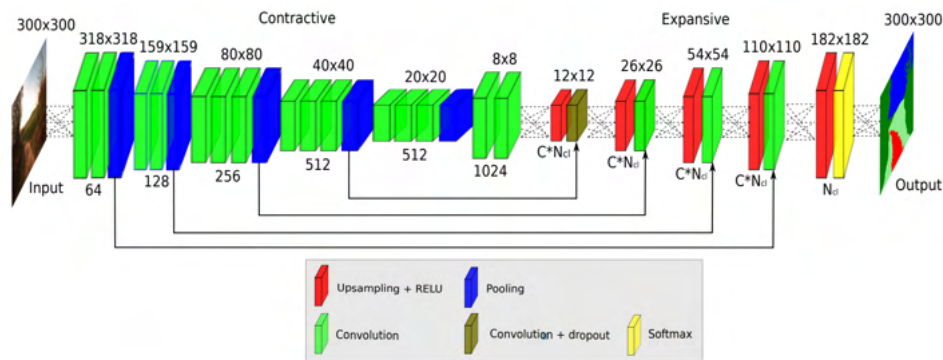 Contractive
Expansive
300x300
318x318
159x159
80x80
40x40
20x20
8x8
12x12
26x26
54x54
110x110
182x182
300x300
Input
64
128
256
512
512
1024
C*Ncl
C*Ncl
C*Ncl
C*Ncl
Ncl
Output
Upsampling + RELU
Pooling
Convolution
Convolution + dropout
Softmax